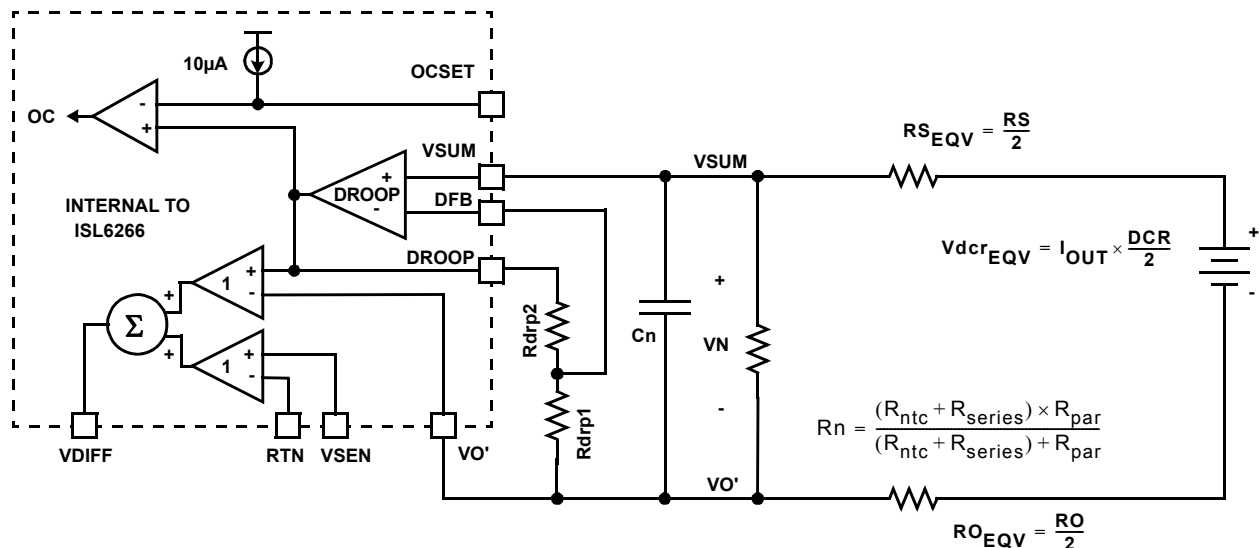 10µA
OCSET
OC
-
+
VSUM
+
DROOP
-
DFB
INTERNAL TO
ISL6266
DROOP
+
1
-
+
Σ
+
+
1
-
VDIFF
RTN
VSEN
VO'
Rdrp2
Rdrp1
VSUM
Cn
+
VN
-
VO'
RS_EQV = RS/2
Vdcr_EQV = I_OUT × DCR/2
+
-
Rn = (R_ntc + R_series) × R_par / (R_ntc + R_series) + R_par
RO_EQV = RO/2